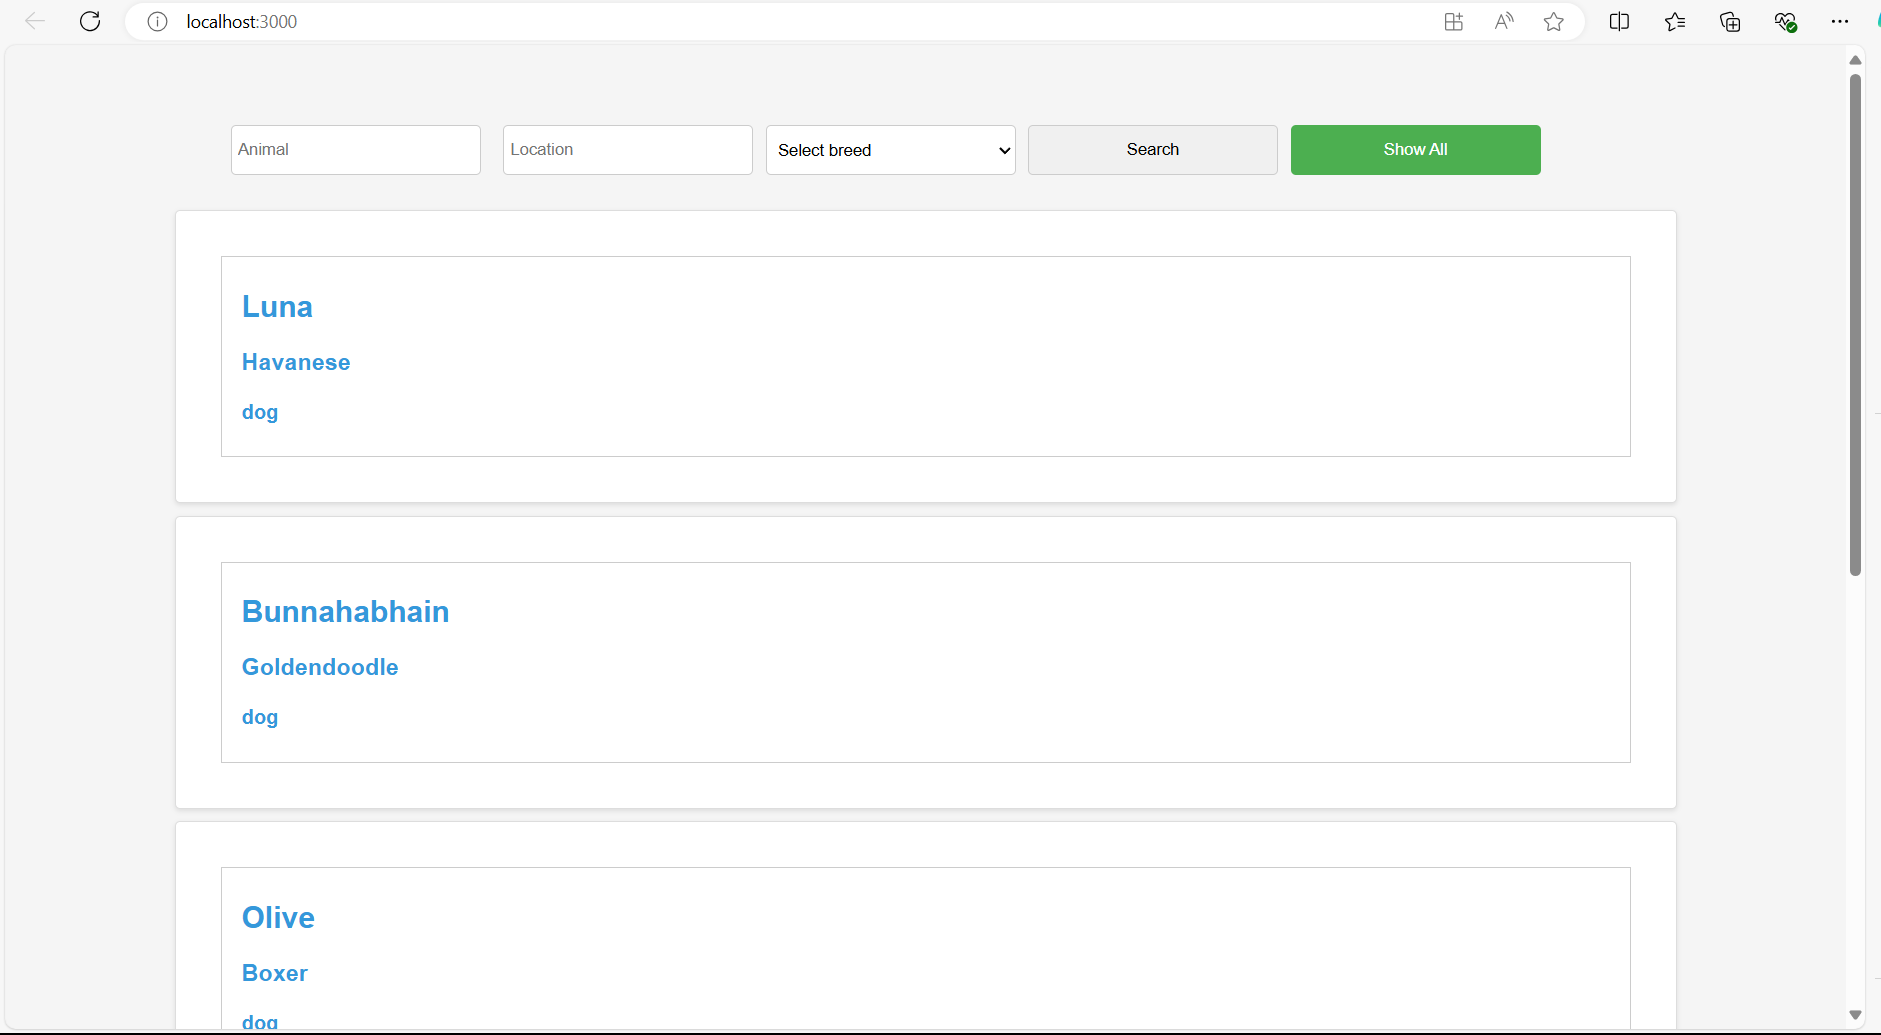 localhost:3000
Animal
Location
Select breed
Search
Show All
Luna
Havanese
dog
Bunnahabhain
Goldendoodle
dog
Olive
Boxer
dog